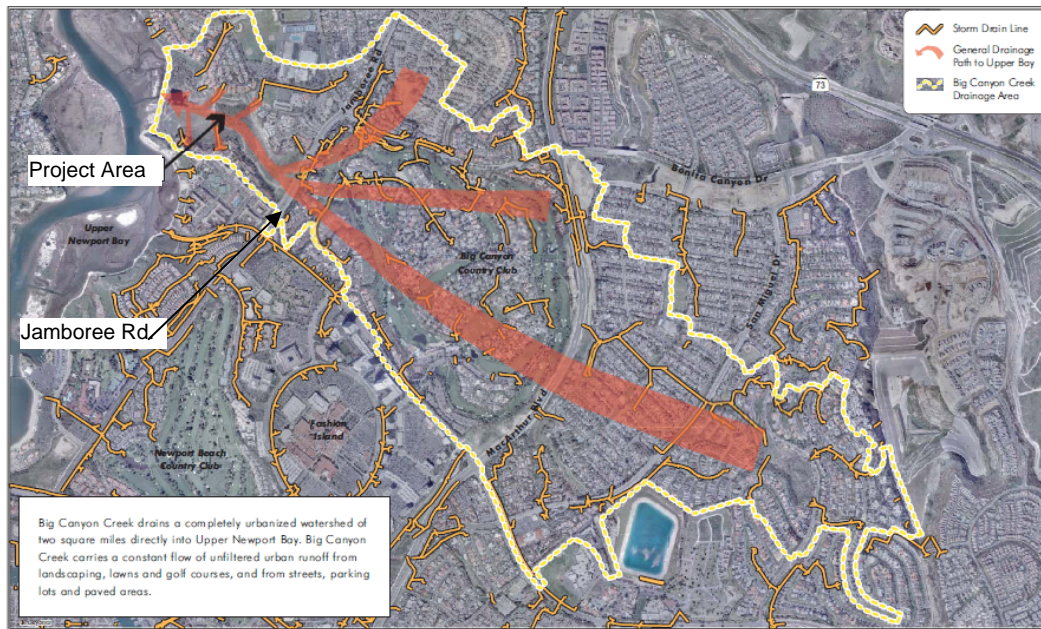 Storm Drain Line
General Drainage
Path to Upper Bay
Big Canyon Creek
Drainage Area
73
Jamboree Rd
Project Area
Bonita Canyon Dr
Upper
Newport Bay
Big Canyon
Country Club
San Miguel Dr
Jamboree Rd
MacArthur Blvd
Fashion
Island
Newport Beach
Country Club
Big Canyon Creek drains a completely urbanized watershed of
two square miles directly into Upper Newport Bay. Big Canyon
Creek carries a constant flow of unfiltered urban runoff from
landscaping, lawns and golf courses, and from streets, parking
lots and paved areas.